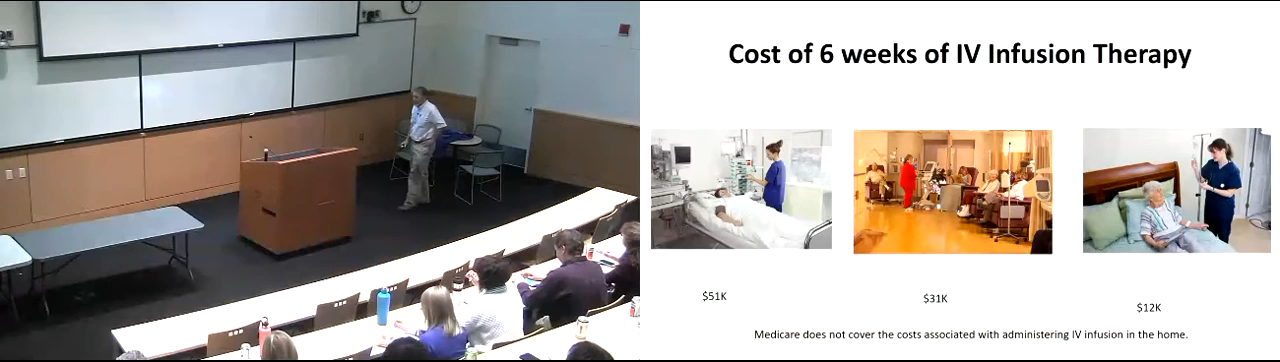 Cost of 6 weeks of IV Infusion Therapy
$51K
$31K
$12K
Medicare does not cover the costs associated with administering IV infusion in the home.